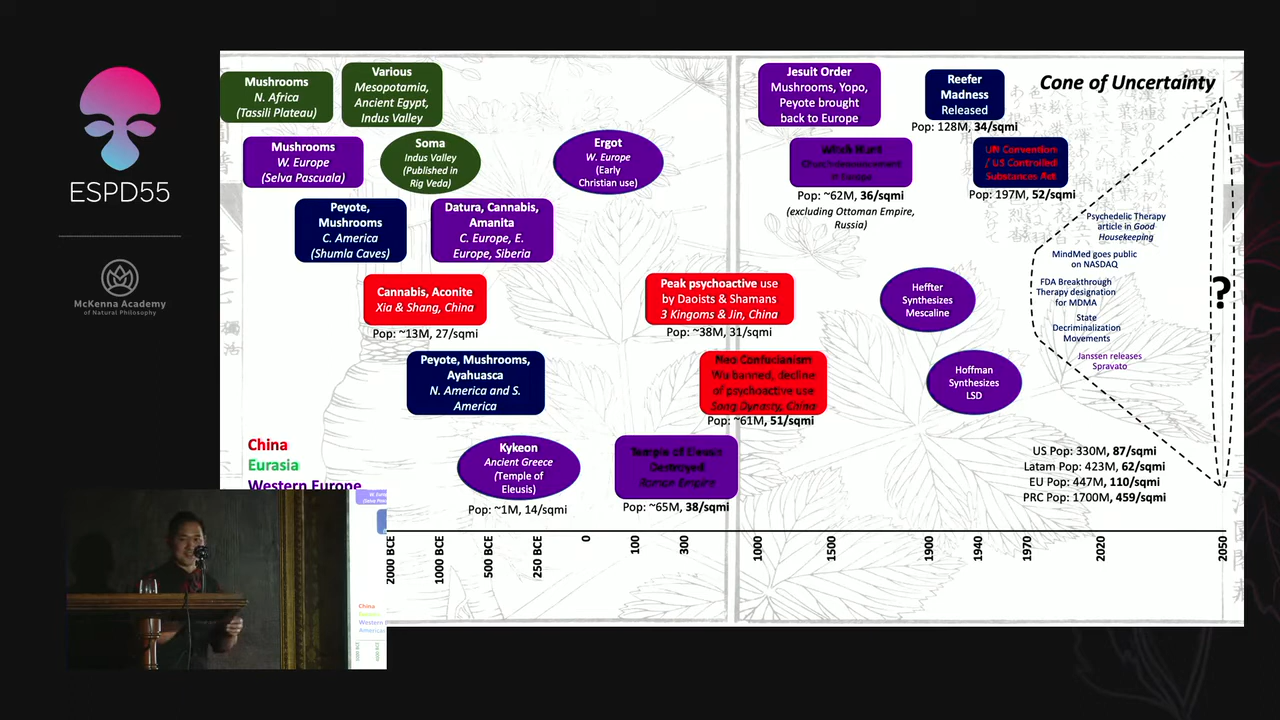 ESPD55
McKenna Academy
of Natural Philosophy
Mushrooms
N. Africa
(Tassili Plateau)
Various
Mesopotamia,
Ancient Egypt,
Indus Valley
Mushrooms
W. Europe
(Selva Pascuala)
Soma
Indus Valley
(Published in
Rig Veda)
Ergot
W. Europe
(Early
Christian use)
Peyote,
Mushrooms
C. America
(Shumla Caves)
Datura, Cannabis,
Amanita
C. Europe, E.
Europe, Siberia
Cannabis, Aconite
Xia & Shang, China
Pop: ~13M, 27/sqmi
Peak psychoactive use
by Daoists & Shamans
3 Kingoms & Jin, China
Pop: ~38M, 31/sqmi
Peyote, Mushrooms,
Ayahuasca
N. America and S.
America
Neo Confucianism
Wu banned, decline
of psychoactive use
Song Dynasty, China
Pop: ~61M, 51/sqmi
Kykeon
Ancient Greece
(Temple of
Eleusis)
Pop: ~1M, 14/sqmi
Temple of Eleusis
Destroyed
Roman Empire
Pop: ~65M, 38/sqmi
Jesuit Order
Mushrooms, Yopo,
Peyote brought
back to Europe
Reefer
Madness
Released
Pop: 128M, 34/sqmi
Witch Hunt
W Europe
Pop: ~62M, 36/sqmi
(excluding Ottoman Empire,
Russia)
UN Convention
/ US Controlled
Substances Act
Pop: 197M, 52/sqmi
Heffter
Synthesizes
Mescaline
Hoffman
Synthesizes
LSD
Cone of Uncertainty
Psychedelic Therapy
article in Good
Housekeeping
MindMed goes public
on NASDAQ
FDA Breakthrough
Therapy designation
for MDMA
State
Decriminalization
Movements
Janssen releases
Spravato
?
US Pop: 330M, 87/sqmi
Latam Pop: 423M, 62/sqmi
EU Pop: 447M, 110/sqmi
PRC Pop: 1700M, 459/sqmi
China
Eurasia
Western Europe
2000 BCE
1000 BCE
500 BCE
250 BCE
0
100
300
1000
1500
1900
1940
1970
2020
2050
China
Western
America